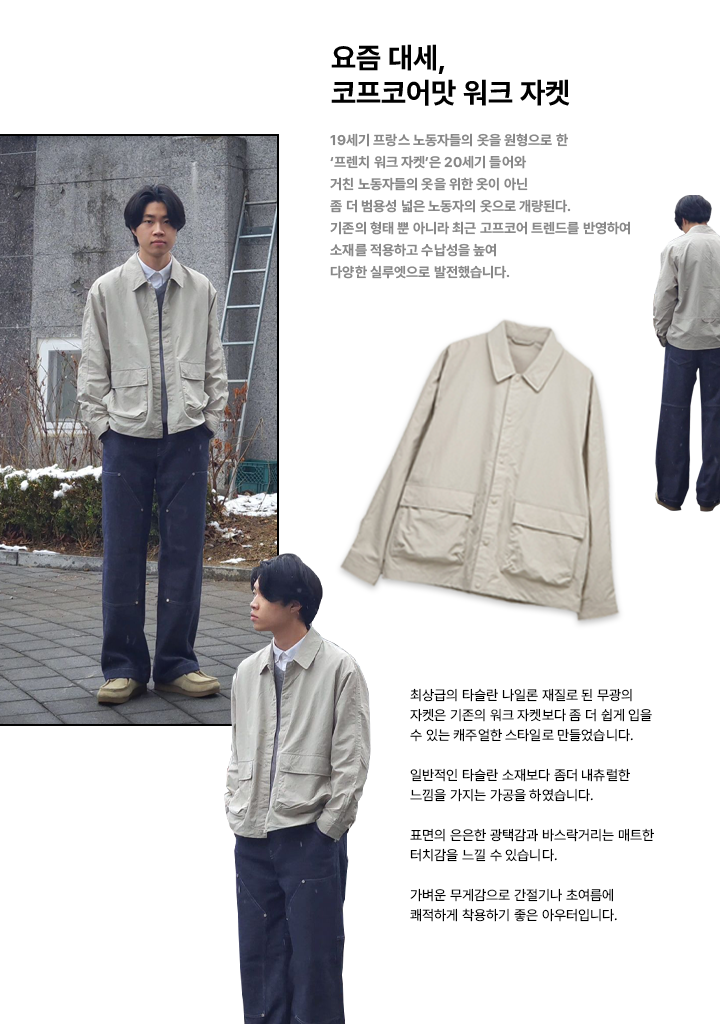 요즘 대세,
코프코어맛 워크 자켓
19세기 프랑스 노동자들의 옷을 원형으로 한
‘프렌치 워크 자켓’은 20세기 들어와
거친 노동자들의 옷을 위한 옷이 아닌
좀 더 범용성 넓은 노동자의 옷으로 개량된다.
기존의 형태 뿐 아니라 최근 고프코어 트렌드를 반영하여
소재를 적용하고 수납성을 높여
다양한 실루엣으로 발전했습니다.
최상급의 타슬란 나일론 재질로 된 무광의
자켓은 기존의 워크 자켓보다 좀 더 쉽게 입을
수 있는 캐주얼한 스타일로 만들었습니다.
일반적인 타슬란 소재보다 좀더 내츄럴한
느낌을 가지는 가공을 하였습니다.
표면의 은은한 광택감과 바스락거리는 매트한
터치감을 느낄 수 있습니다.
가벼운 무게감으로 간절기나 초여름에
쾌적하게 착용하기 좋은 아우터입니다.